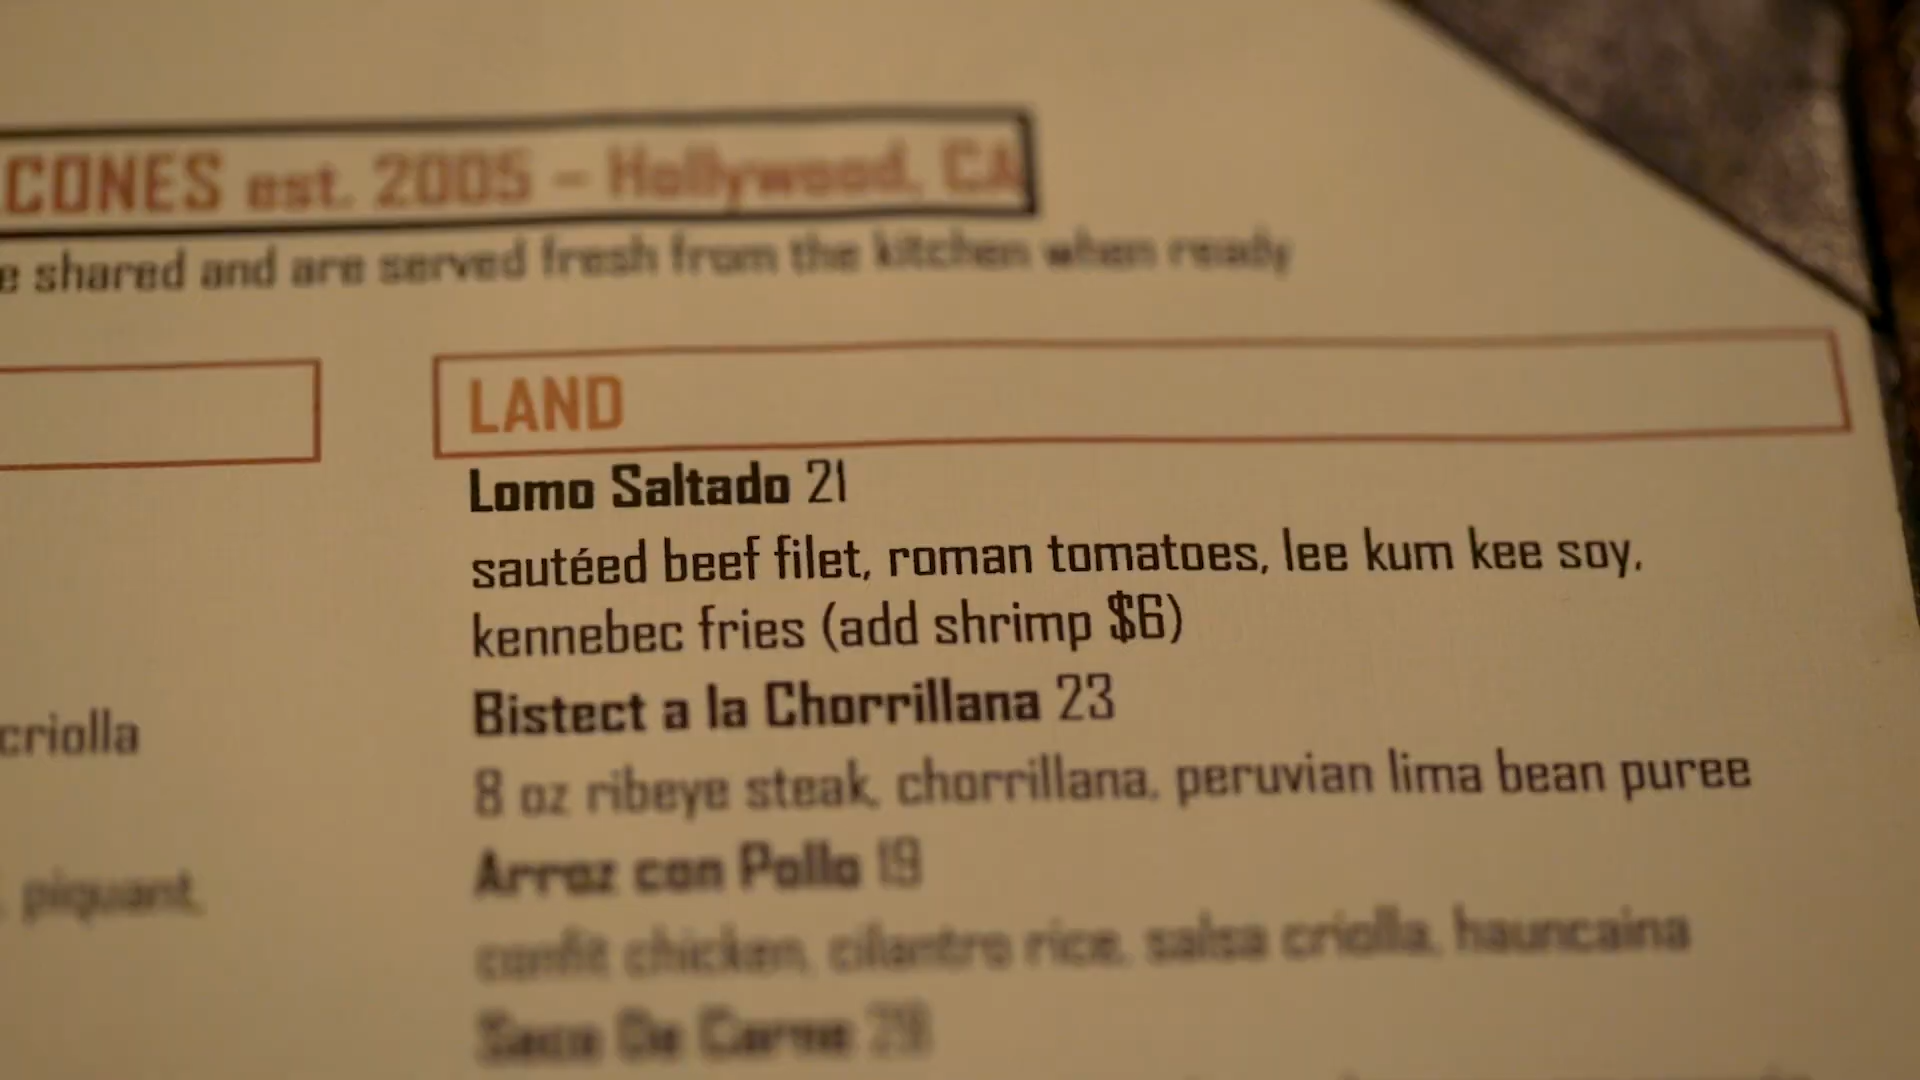 CONES est. 2005 – Hollywood, CA
e shared and are served fresh from the kitchen when ready
LAND
Lomo Saltado 21
sautéed beef filet, roman tomatoes, lee kum kee soy,
kennebec fries (add shrimp $6)
Bistect a la Chorrillana 23
criolla
8 oz ribeye steak, chorrillana, peruvian lima bean puree
Arroz con Pollo 19
piquant,
confit chicken, cilantro rice, salsa criolla, hauncaina
Seco De Carne